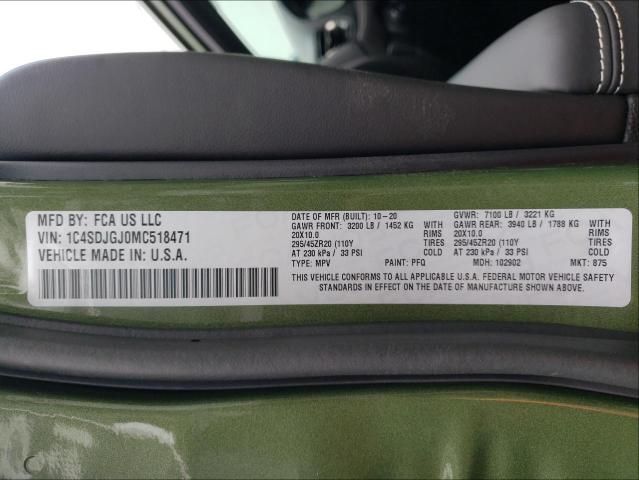 MFD BY: FCA US LLC
VIN: 1C4SDJGJ0MC518471
VEHICLE MADE IN: U.S.A.
DATE OF MFR (BUILT): 10-20 GVWR: 7100 LB / 3221 KG
GAWR FRONT: 3200 LB / 1452 KG WITH GAWR REAR: 3940 LB / 1788 KG WITH
20X10.0 RIMS 20X10.0 RIMS
295/45ZR20 (110Y TIRES 295/45ZR20 (110Y TIRES
AT 230 kPa / 33 PSI COLD AT 230 kPa / 33 PSI COLD
TYPE: MPV PAINT: PFQ MDH: 102902 MKT: 875
THIS VEHICLE CONFORMS TO ALL APPLICABLE U.S.A. FEDERAL MOTOR VEHICLE SAFETY
STANDARDS IN EFFECT ON THE DATE OF MANUFACTURE SHOWN ABOVE.